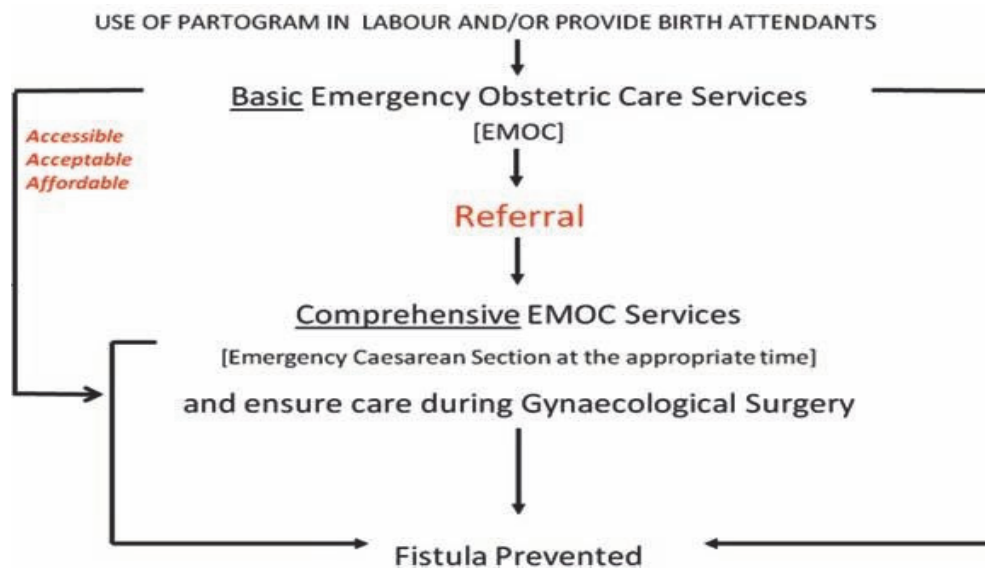 USE OF PARTOGRAM IN LABOUR AND/OR PROVIDE BIRTH ATTENDANTS
Basic Emergency Obstetric Care Services
[EMOC]
Accessible
Acceptable
Affordable
Referral
Comprehensive EMOC Services
[Emergency Caesarean Section at the appropriate time]
and ensure care during Gynaecological Surgery
Fistula Prevented